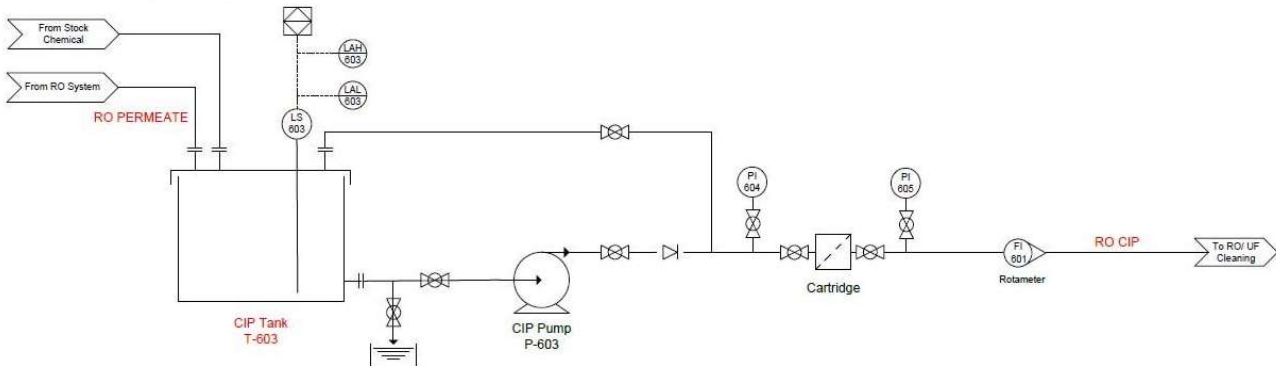 From Stock
Chemical
From RO System
RO PERMEATE
LAH
603
LAL
603
LS
603
PI
604
PI
605
FI
601
Rotameter
RO CIP
To RO/ UF
Cleaning
Cartridge
CIP Tank
T-603
CIP Pump
P-603